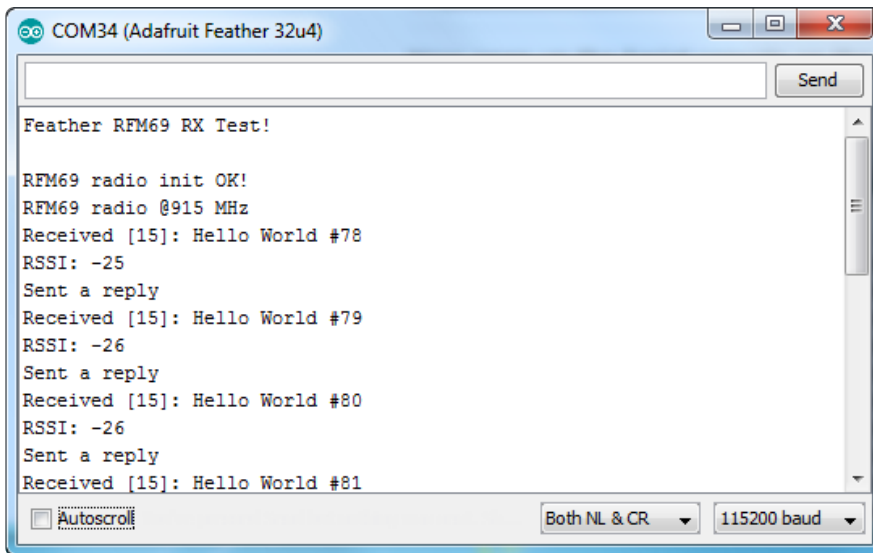 COM34 (Adafruit Feather 32u4)
Send
Feather RFM69 RX Test!
RFM69 radio init OK!
RFM69 radio @915 MHz
Received [15]: Hello World #78
RSSI: -25
Sent a reply
Received [15]: Hello World #79
RSSI: -26
Sent a reply
Received [15]: Hello World #80
RSSI: -26
Sent a reply
Received [15]: Hello World #81
Autoscroll
Both NL & CR
115200 baud